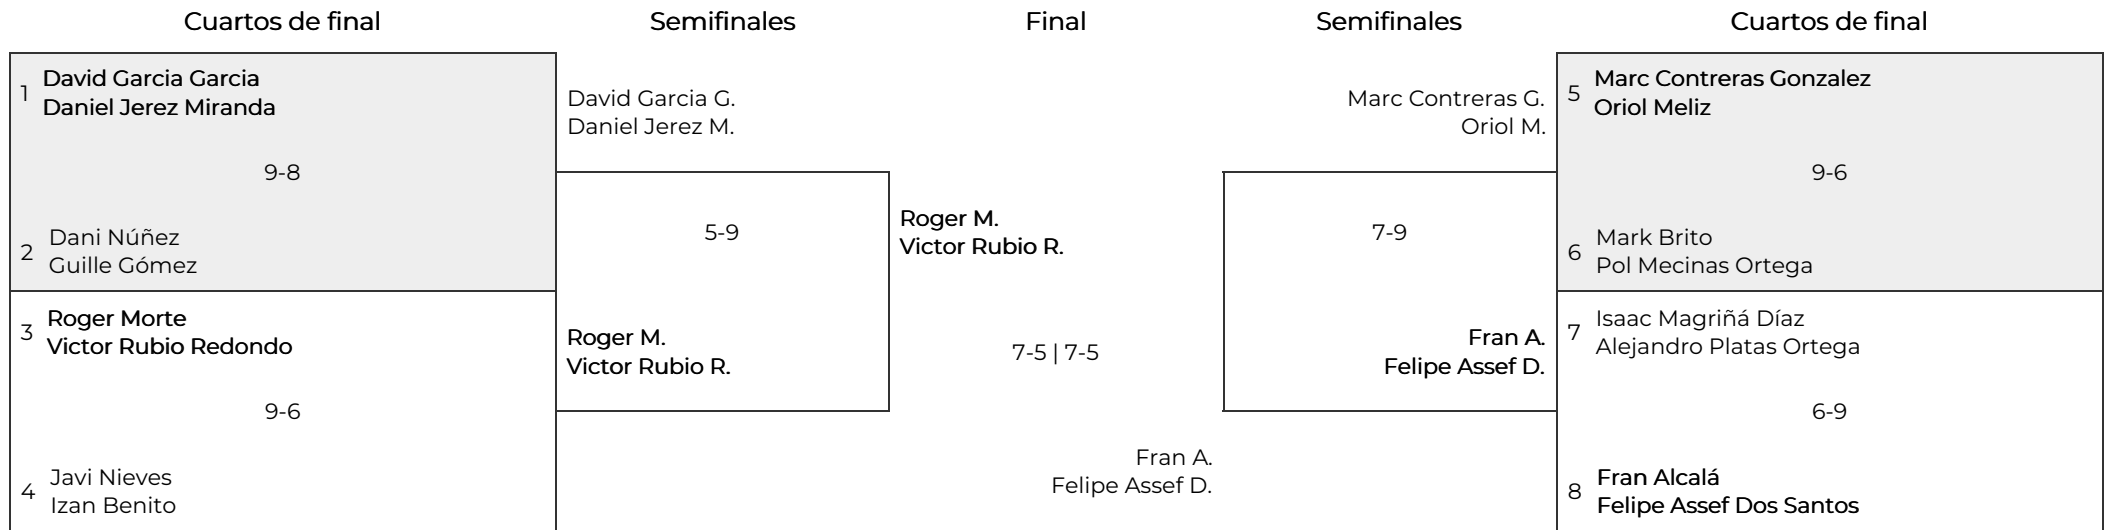 Cuartos de final
Semifinales
Final
Semifinales
Cuartos de final
1
David Garcia Garcia
Daniel Jerez Miranda
9-8
2
Dani Núñez
Guille Gómez
3
Roger Morte
Victor Rubio Redondo
9-6
4
Javi Nieves
Izan Benito
David Garcia G.
Daniel Jerez M.
5-9
Roger M.
Victor Rubio R.
Roger M.
Victor Rubio R.
7-5 | 7-5
Fran A.
Felipe Assef D.
Marc Contreras G.
Oriol M.
7-9
Fran A.
Felipe Assef D.
5
Marc Contreras Gonzalez
Oriol Meliz
9-6
6
Mark Brito
Pol Mecinas Ortega
7
Isaac Magriñá Díaz
Alejandro Platas Ortega
6-9
8
Fran Alcalá
Felipe Assef Dos Santos